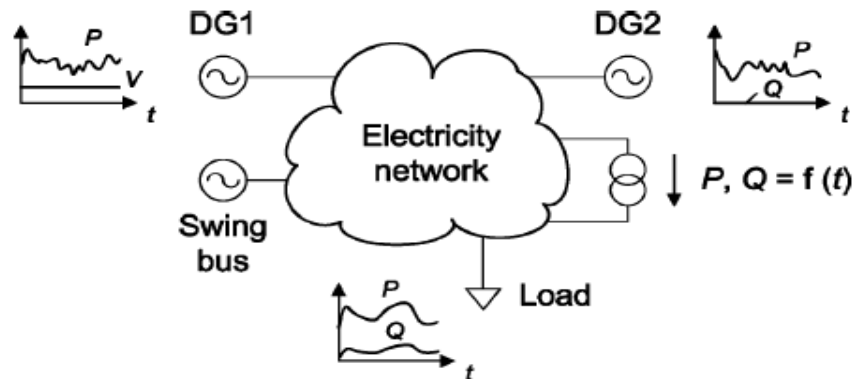 DG1
DG2
P
V
t
P
Q
t
Electricity
network
P, Q = f (t)
Swing
bus
Load
P
Q
t